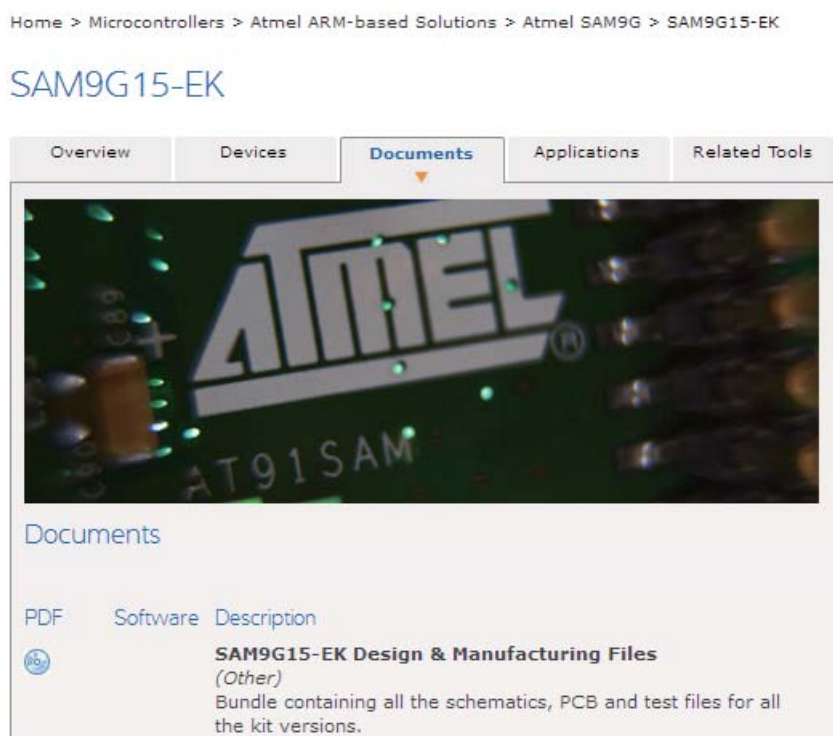 Home > Microcontrollers > Atmel ARM-based Solutions > Atmel SAM9G > SAM9G15-EK
SAM9G15-EK
Overview Devices Documents Applications Related Tools
ATMEL®
C89
C90
AT91SAM
Documents
PDF Software Description
SAM9G15-EK Design & Manufacturing Files
(Other)
Bundle containing all the schematics, PCB and test files for all
the kit versions.